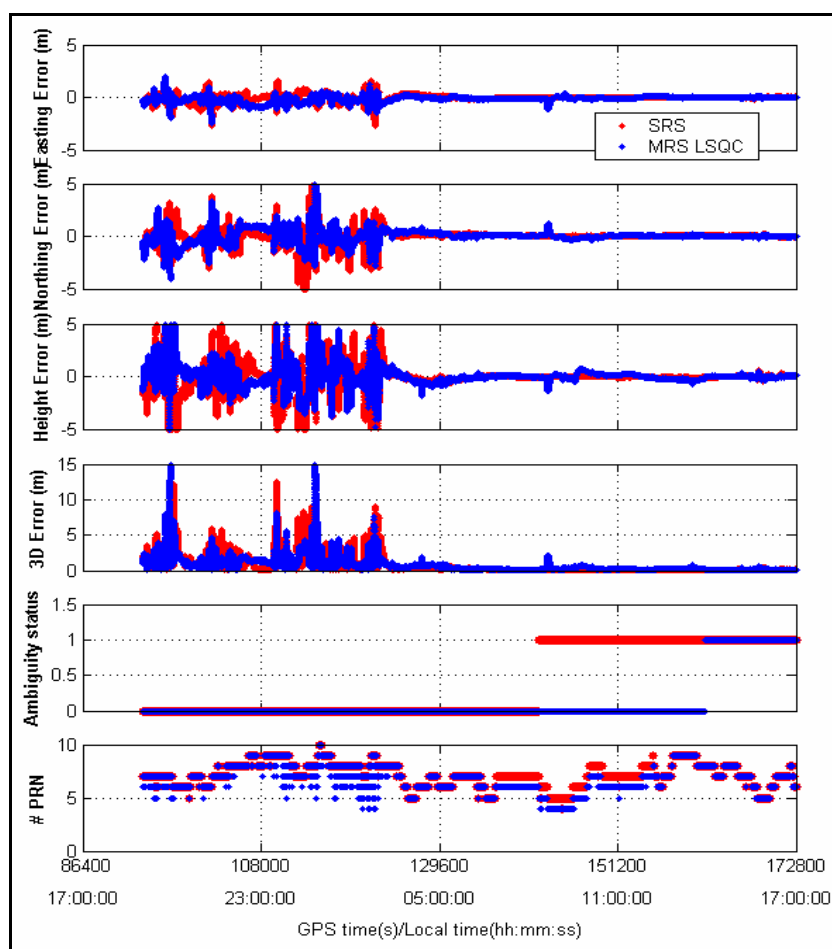 5
0
-5
Easting Error (m)
SRS
MRS LSQC
5
0
-5
Northing Error (m)
5
0
-5
Height Error (m)
15
10
5
0
3D Error (m)
1.5
1
0.5
0
Ambiguity status
10
5
0
# PRN
86400 108000 129600 151200 172800
17:00:00 23:00:00 05:00:00 11:00:00 17:00:00
GPS time(s)/Local time(hh:mm:ss)